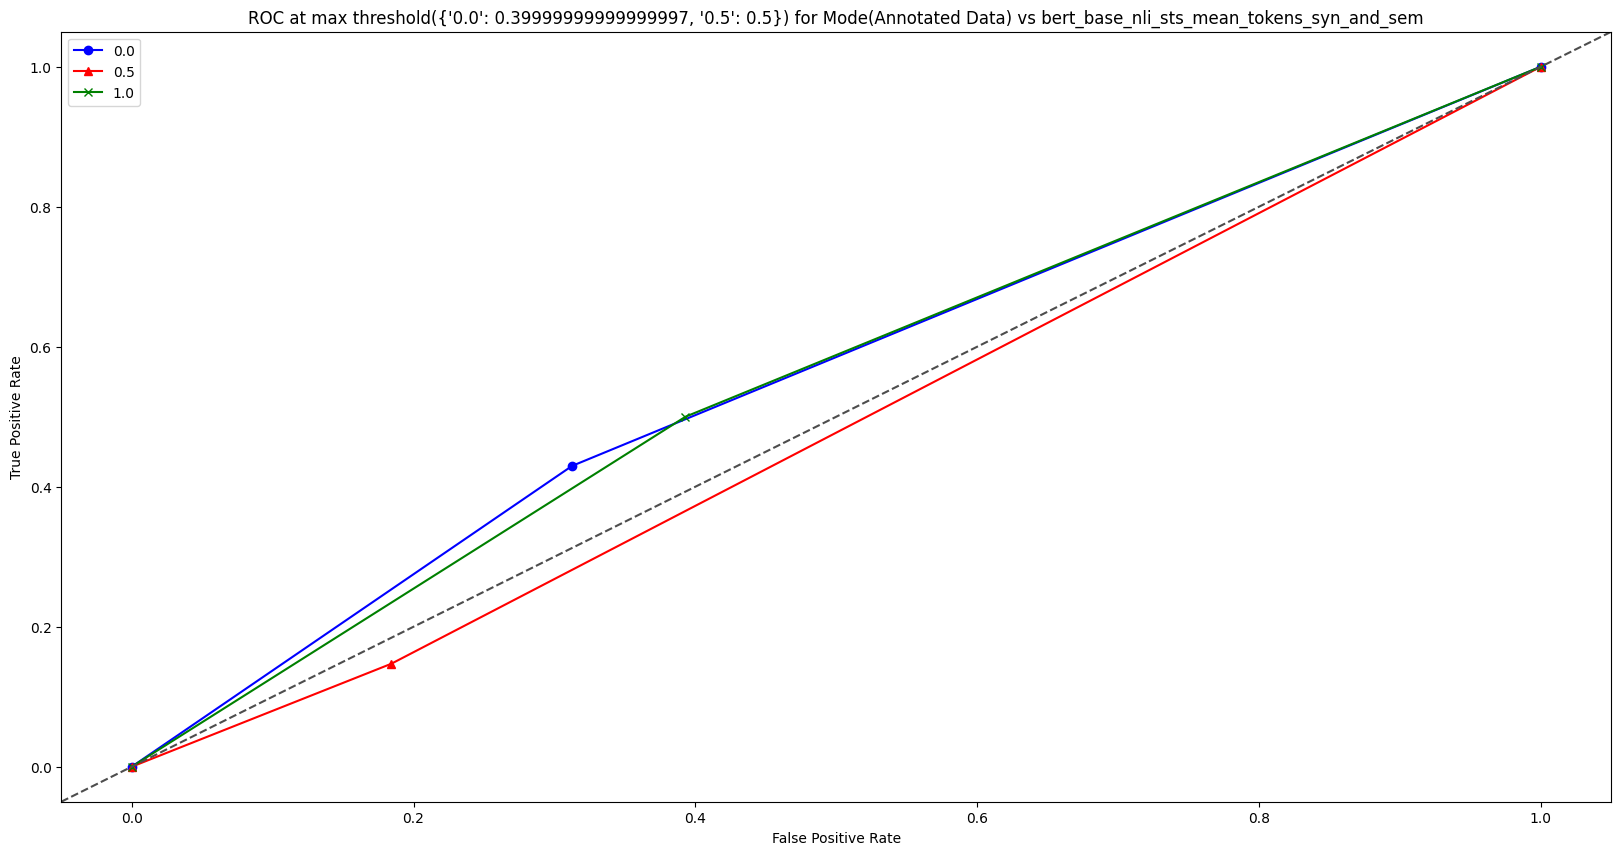 ROC at max threshold({'0.0': 0.39999999999999997, '0.5': 0.5}) for Mode(Annotated Data) vs bert_base_nli_sts_mean_tokens_syn_and_sem
0.0
0.5
1.0
1.0
0.8
0.6
0.4
0.2
0.0
True Positive Rate
0.0 0.2 0.4 0.6 0.8 1.0
False Positive Rate